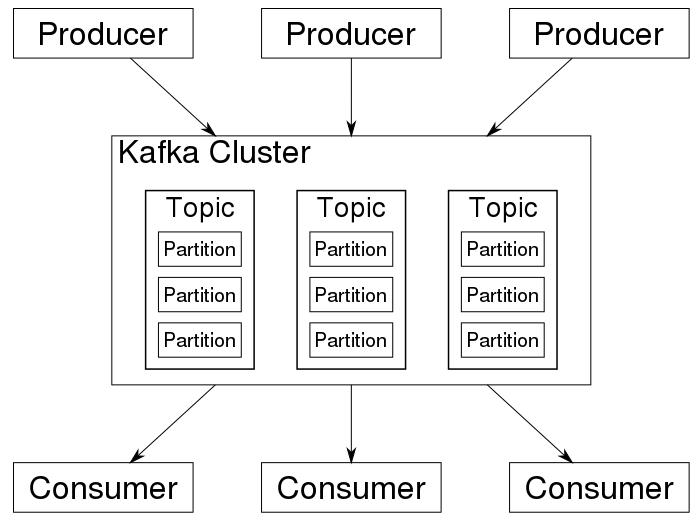 Producer Producer Producer
Kafka Cluster
Topic Topic Topic
Partition Partition Partition
Partition Partition Partition
Partition Partition Partition
Consumer Consumer Consumer